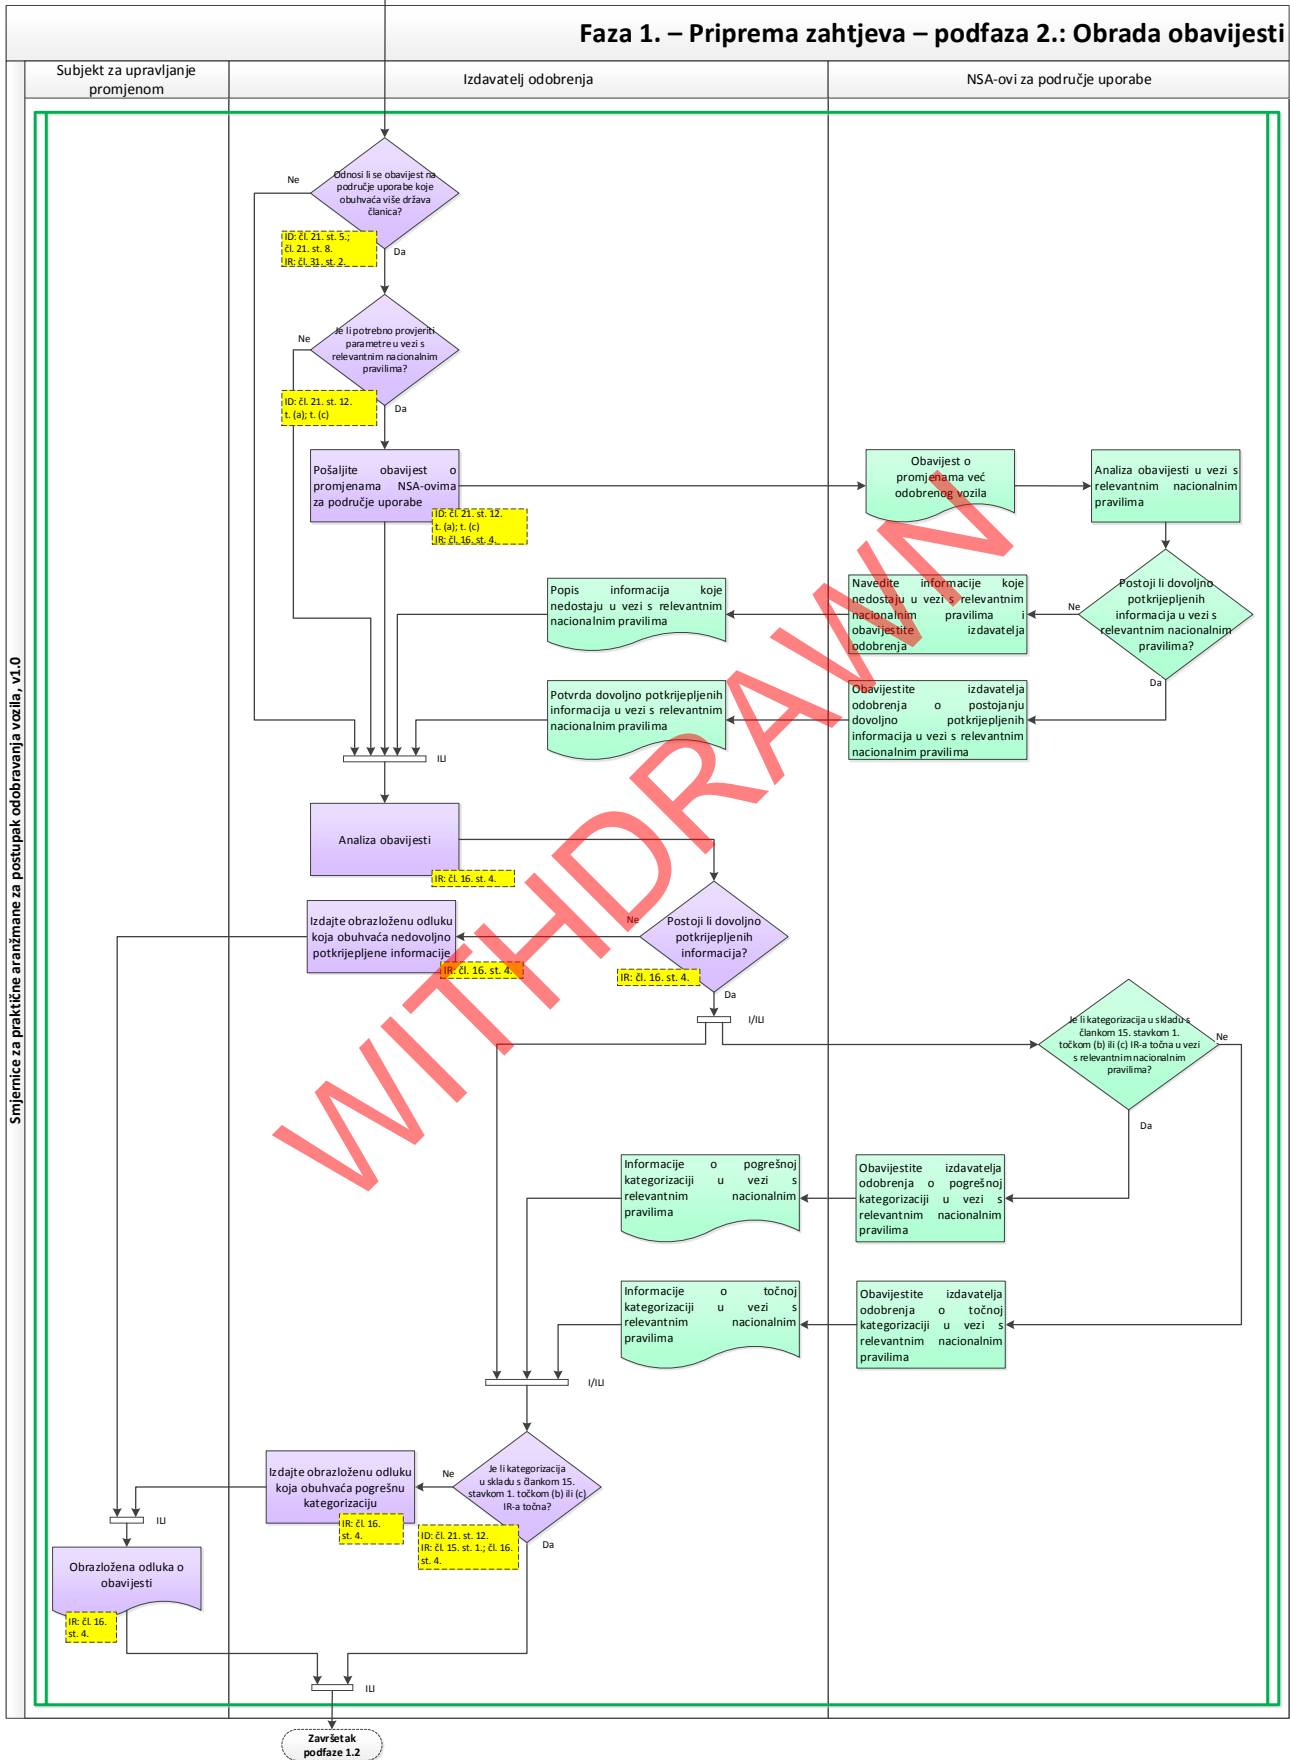 Faza 1. – Priprema zahtjeva – podfaza 2.: Obrada obavijesti
Subjekt za upravljanje
promjenom
Izdavatelj odobrenja
NSA-ovi za područje uporabe
Smjernice za praktične aranžmane za postupak odobravanja vozila, v1.0
Odnosi li se obavijest na
područje uporabe koje
obuhvaća više država
članica?
Ne
ID: čl. 21. st. 5.;
čl. 21. st. 8.
IR: čl. 31. st. 2.
Da
Je li potrebno provjeriti
parametre u vezi s
relevantnim nacionalnim
pravilima?
Ne
ID: čl. 21. st. 12.
t. (a); t. (c)
Da
Pošaljite obavijest o
promjenama NSA-ovima
za područje uporabe
ID: čl. 21. st. 12.
t. (a); t. (c)
IR: čl. 16. st. 4.
Obavijest o
promjenama već
odobrenog vozila
Analiza obavijesti u vezi s
relevantnim nacionalnim
pravilima
Postoji li dovoljno
potkrijepljenih
informacija u vezi s
relevantnim nacionalnim
pravilima?
Ne
Da
Navedite informacije koje
nedostaju u vezi s relevantnim
nacionalnim pravilima i
obavijestite izdavatelja
odobrenja
Popis informacija koje
nedostaju u vezi s relevantnim
nacionalnim pravilima
Obavijestite izdavatelja
odobrenja o postojanju
dovoljno potkrijepljenih
informacija u vezi s relevantnim
nacionalnim pravilima
Potvrda dovoljno potkrijepljenih
informacija u vezi s relevantnim
nacionalnim pravilima
ILI
Analiza obavijesti
IR: čl. 16. st. 4.
Postoji li dovoljno
potkrijepljenih
informacija?
Ne
IR: čl. 16. st. 4.
Da
Izdajte obrazloženu odluku
koja obuhvaća nedovoljno
potkrijepljene informacije
IR: čl. 16. st. 4.
I/ILI
Je li kategorizacija u skladu s
člankom 15. stavkom 1.
točkom (b) ili (c) IR-a točna u vezi
s relevantnim nacionalnim
pravilima?
Ne
Da
Obavijestite izdavatelja
odobrenja o pogrešnoj
kategorizaciji u vezi s
relevantnim nacionalnim
pravilima
Informacije o pogrešnoj
kategorizaciji u vezi s
relevantnim nacionalnim
pravilima
Obavijestite izdavatelja
odobrenja o točnoj
kategorizaciji u vezi s
relevantnim nacionalnim
pravilima
Informacije o točnoj
kategorizaciji u vezi s
relevantnim nacionalnim
pravilima
I/ILI
Je li kategorizacija
u skladu s člankom 15.
stavkom 1. točkom (b) ili (c)
IR-a točna?
Ne
ID: čl. 21. st. 12.
IR: čl. 15. st. 1.; čl. 16.
st. 4.
Da
Izdajte obrazloženu odluku
koja obuhvaća pogrešnu
kategorizaciju
IR: čl. 16.
st. 4.
ILI
Obrazložena odluka o
obavijesti
IR: čl. 16.
st. 4.
ILI
Završetak
podfaze 1.2
WITHDRAWN